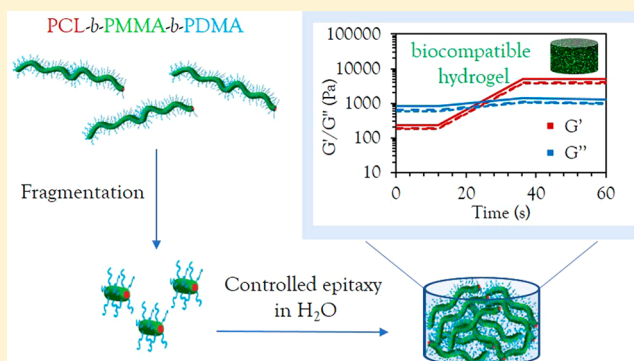 PCL-b-PMMA-b-PDMA
Fragmentation
Controlled epitaxy
in H₂O
G'/G'' (Pa)
100000
10000
1000
100
10
biocompatible
hydrogel
G'
G''
0 20 40 60
Time (s)